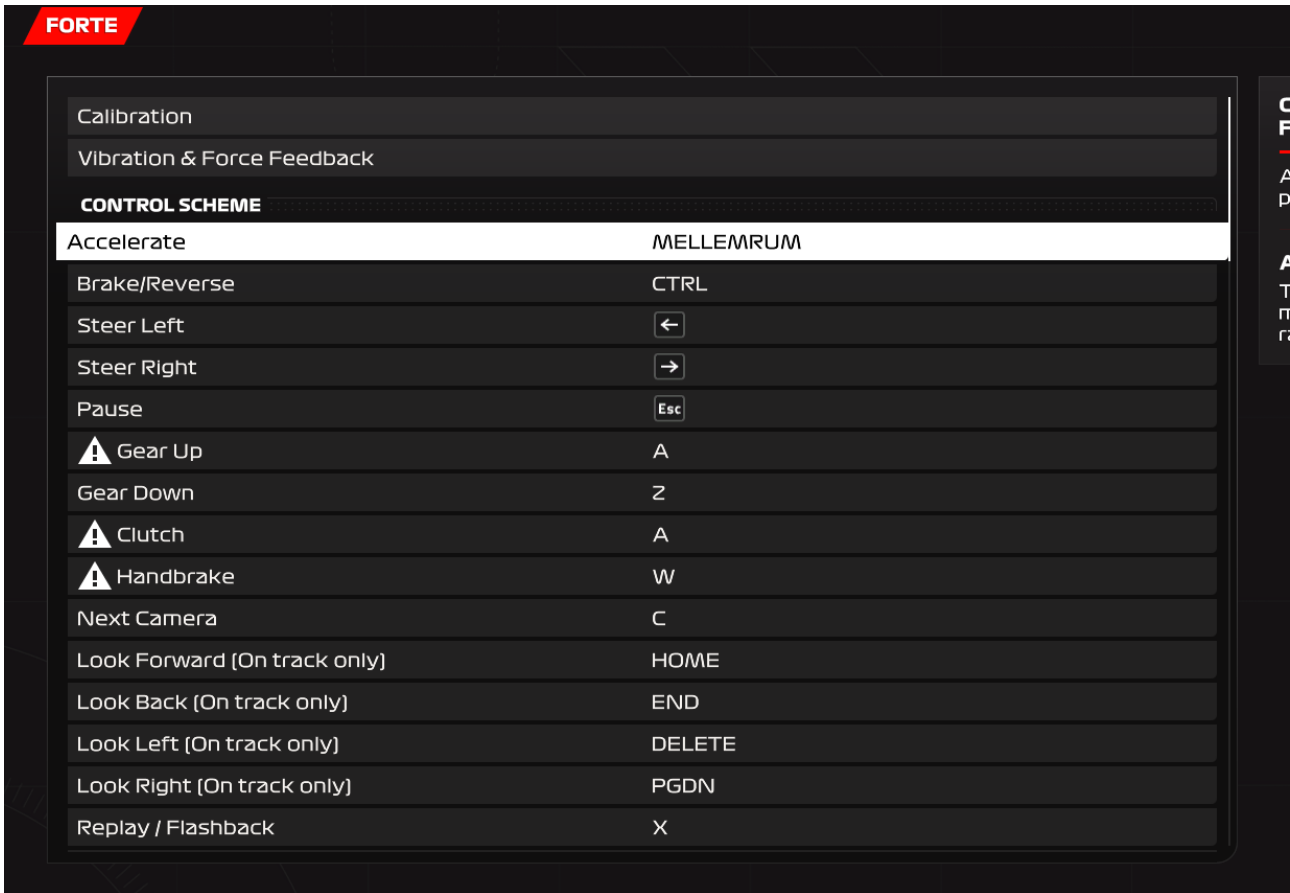 FORTE
Calibration
Vibration & Force Feedback
CONTROL SCHEME
Accelerate MELLEMRUM
Brake/Reverse CTRL
Steer Left ←
Steer Right →
Pause Esc
Gear Up A
Gear Down Z
Clutch A
Handbrake W
Next Camera C
Look Forward (On track only) HOME
Look Back (On track only) END
Look Left (On track only) DELETE
Look Right (On track only) PGDN
Replay / Flashback X